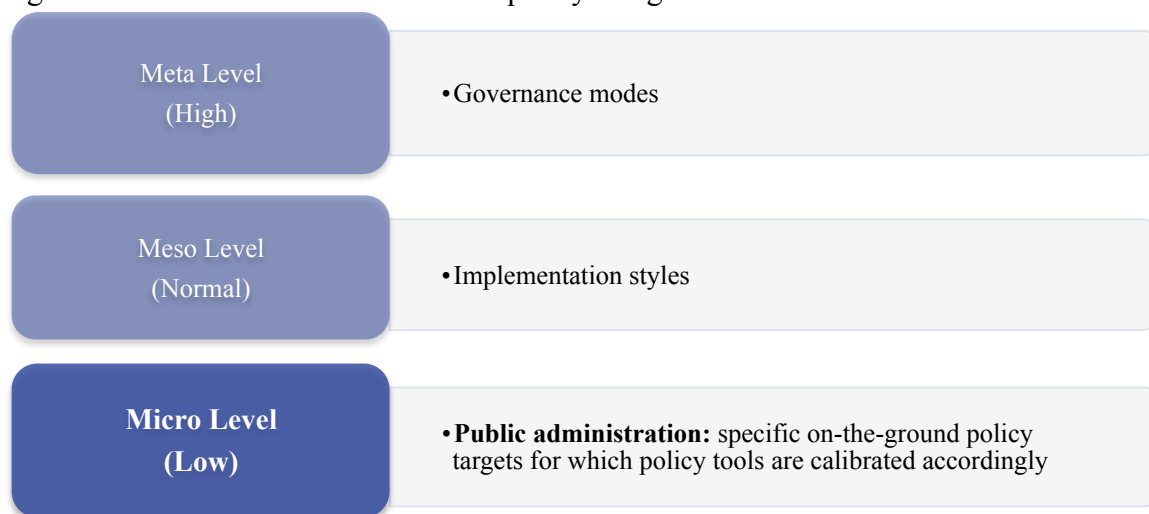 Meta Level
(High)
•Governance modes
Meso Level
(Normal)
•Implementation styles
Micro Level
(Low)
•Public administration: specific on-the-ground policy
targets for which policy tools are calibrated accordingly